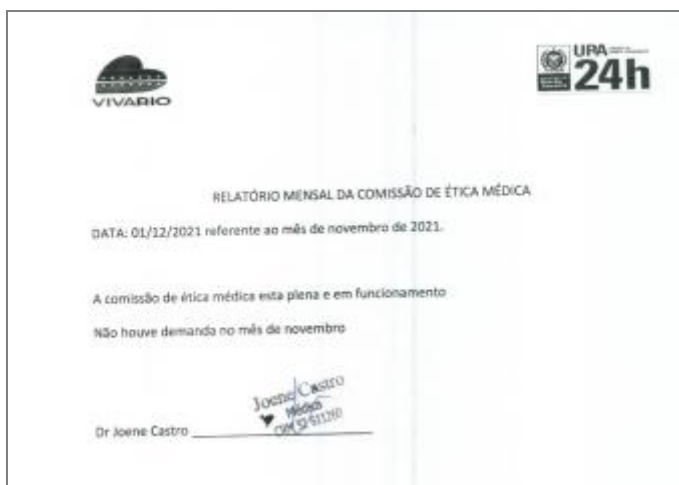 VIVARIO
UPA
24h
RELATÓRIO MENSAL DA COMISSÃO DE ÉTICA MÉDICA
DATA: 01/12/2021 referente ao mês de novembro de 2021.
A comissão de ética médica esta plena e em funcionamento
Não houve demanda no mês de novembro
Joene Castro
Médico
CRM
Dr Joene Castro